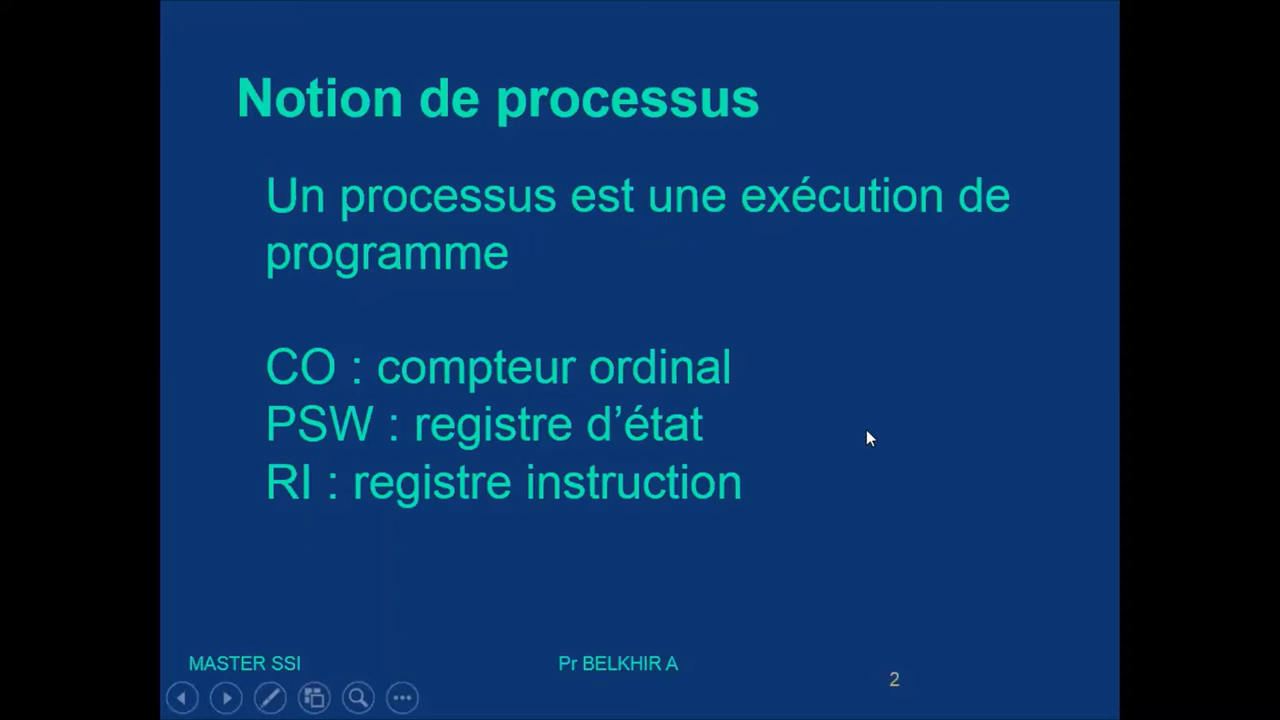 Notion de processus
Un processus est une exécution de
programme
CO : compteur ordinal
PSW : registre d’état
RI : registre instruction
MASTER SSI
Pr BELKHIR A
2